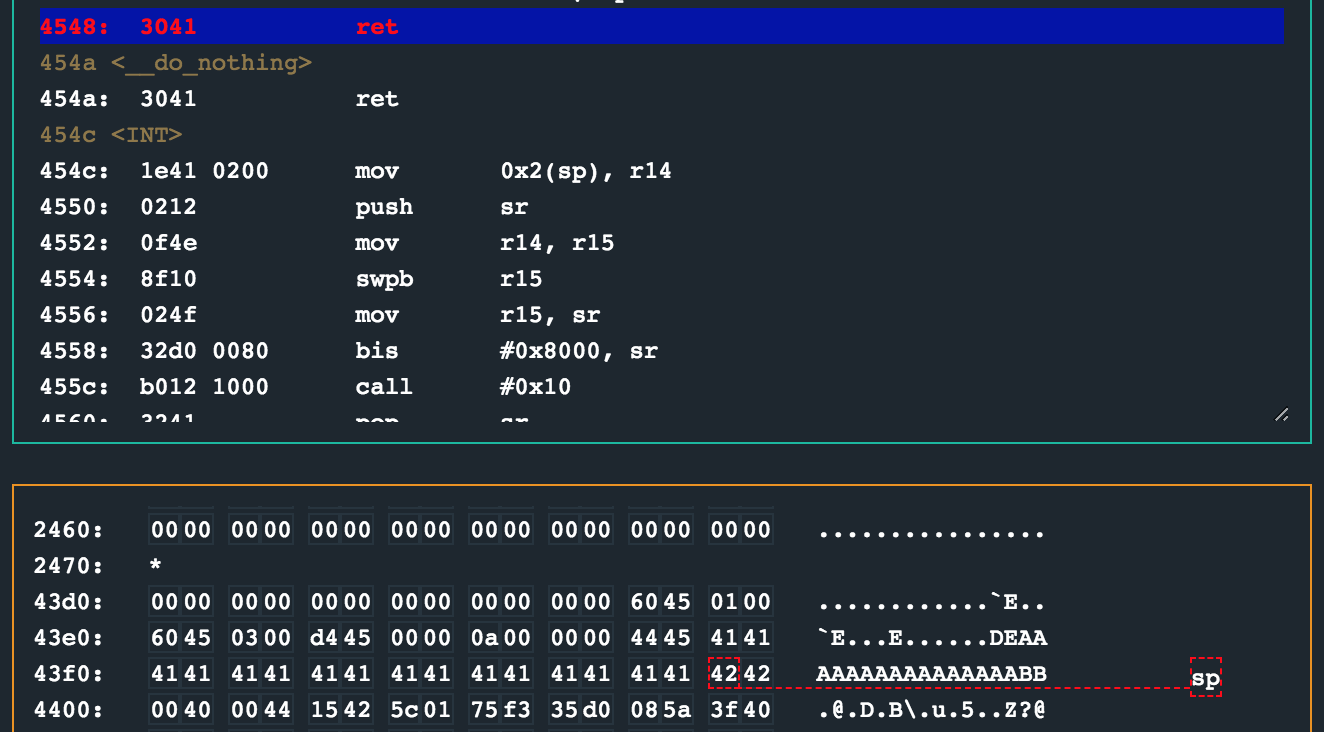 4548: 3041 ret
454a <__do_nothing>
454a: 3041 ret
454c <INT>
454c: 1e41 0200 mov 0x2(sp), r14
4550: 0212 push sr
4552: 0f4e mov r14, r15
4554: 8f10 swpb r15
4556: 024f mov r15, sr
4558: 32d0 0080 bis #0x8000, sr
455c: b012 1000 call #0x10
4560: 3241 pop sr
2460: 0000 0000 0000 0000 0000 0000 0000 0000 ................
2470: *
43d0: 0000 0000 0000 0000 0000 0000 6045 0100 ............`E..
43e0: 6045 0300 d445 0000 0a00 0000 4445 4141 `E...E......DEAA
43f0: 4141 4141 4141 4141 4141 4141 4141 4242 AAAAAAAAAAAAAABB sp
4400: 0040 0044 1542 5c01 75f3 35d0 085a 3f40 .@.D.B\.u.5..Z?@